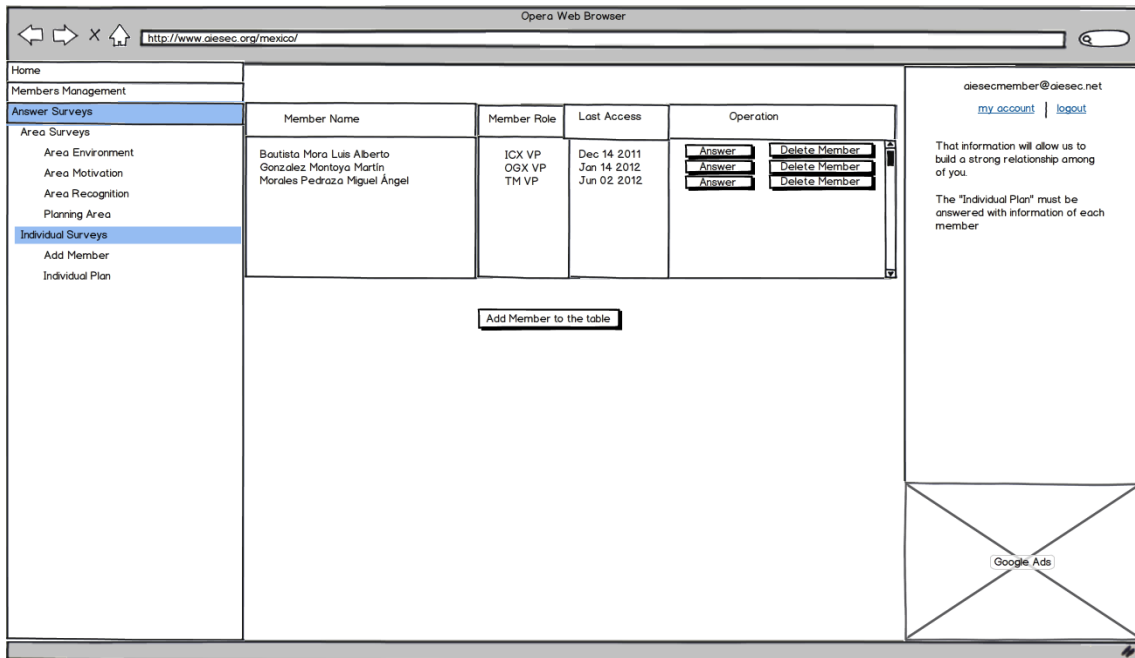 Opera Web Browser
http://www.aiesec.org/mexico/
Home
Members Management
Answer Surveys
Area Surveys
Area Environment
Area Motivation
Area Recognition
Planning Area
Individual Surveys
Add Member
Individual Plan
Member Name Member Role Last Access Operation
Bautista Mora Luis Alberto ICX VP Dec 14 2011 Answer Delete Member
Gonzalez Montoya Martín OGX VP Jan 14 2012 Answer Delete Member
Morales Pedraza Miguel Ángel TM VP Jun 02 2012 Answer Delete Member
Add Member to the table
aiesecmember@aiesec.net
my account | logout
That information will allow us to
build a strong relationship among
of you.
The "Individual Plan" must be
answered with information of each
member
Google Ads